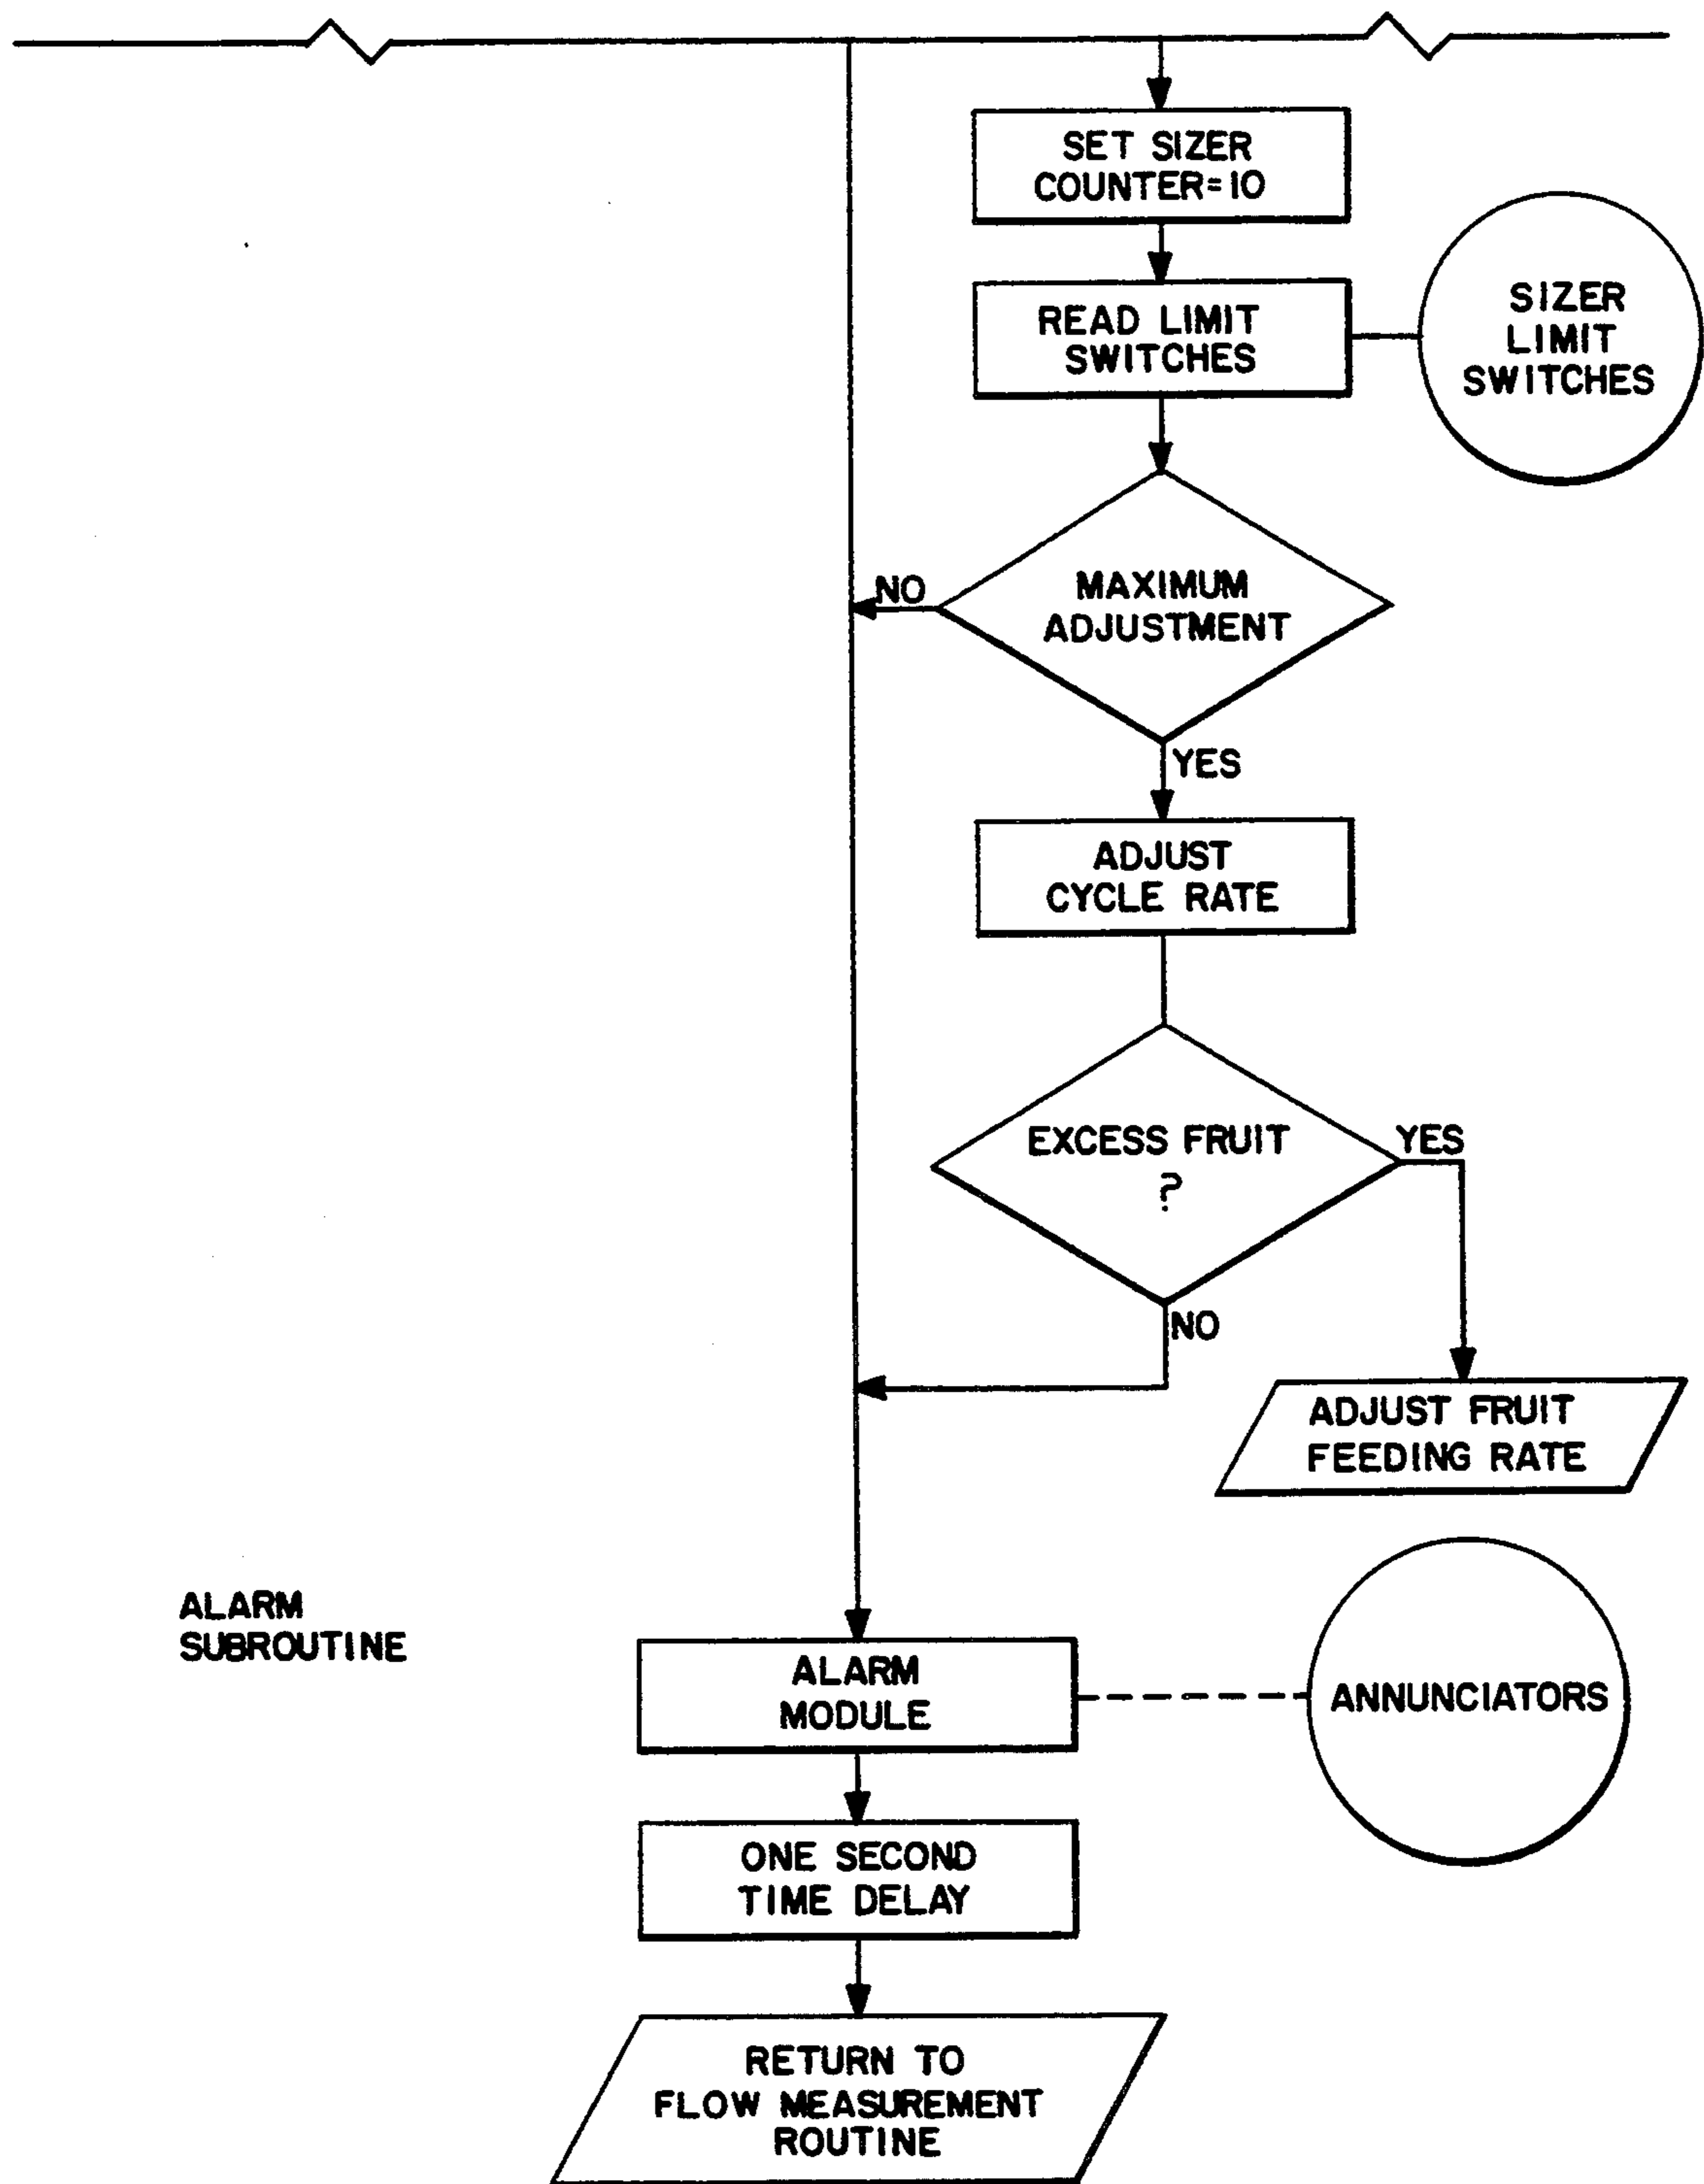 SET SIZER
COUNTER=10
READ LIMIT
SWITCHES
SIZER
LIMIT
SWITCHES
MAXIMUM
ADJUSTMENT
NO
YES
ADJUST
CYCLE RATE
EXCESS FRUIT
?
YES
NO
ADJUST FRUIT
FEEDING RATE
ALARM
SUBROUTINE
ALARM
MODULE
ANNUNCIATORS
ONE SECOND
TIME DELAY
RETURN TO
FLOW MEASUREMENT
ROUTINE